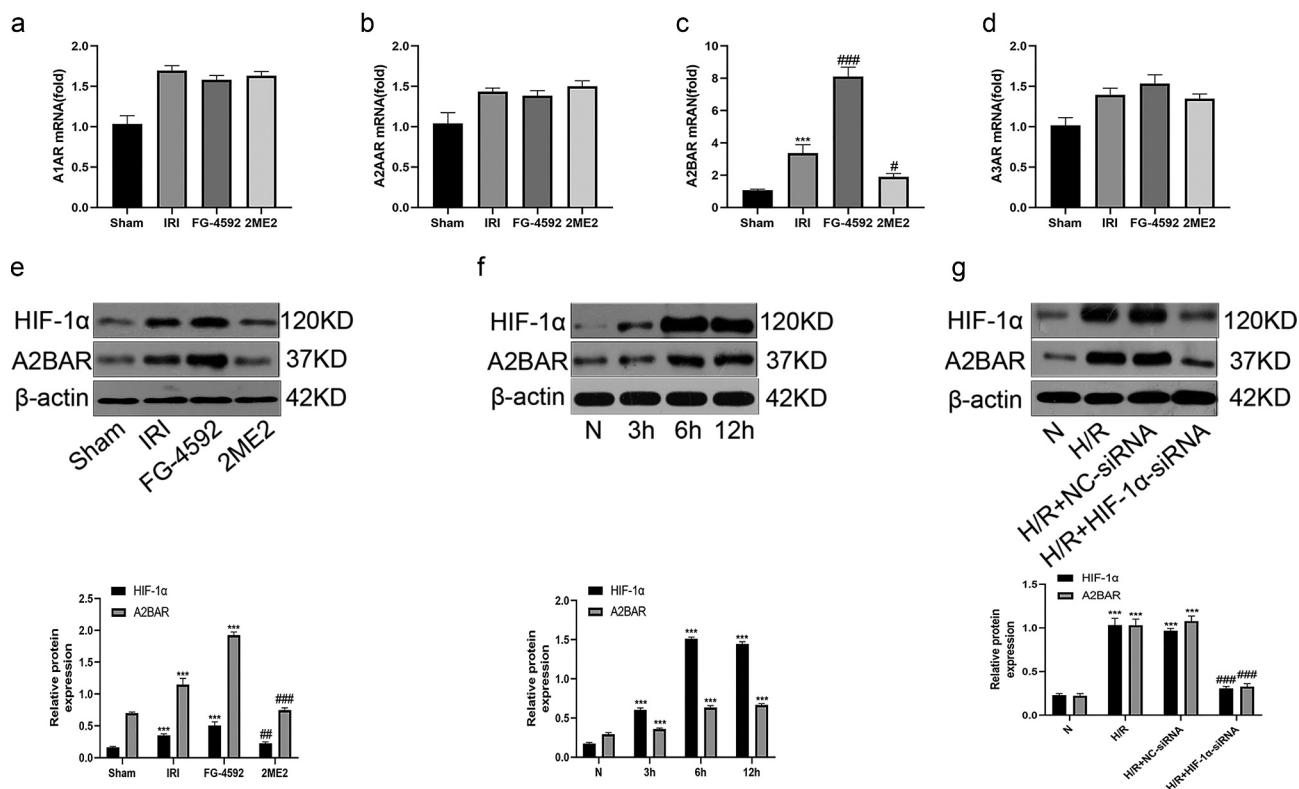 a
A1AR mRNA(fold)
2.0
1.5
1.0
0.5
0.0
Sham IRI FG-4592 2ME2
b
A2AAR mRNA(fold)
2.0
1.5
1.0
0.5
0.0
Sham IRI FG-4592 2ME2
c
A2BAR mRAN(fold)
10
8
6
4
2
0
***
###
#
Sham IRI FG-4592 2ME2
d
A3AR mRNA(fold)
2.0
1.5
1.0
0.5
0.0
Sham IRI FG-4592 2ME2
e
HIF-1α 120KD
A2BAR 37KD
β-actin 42KD
Sham IRI FG-4592 2ME2
HIF-1α
A2BAR
Relative protein
expression
2.5
2.0
1.5
1.0
0.5
0.0
*** *** *** *** ## ###
Sham IRI FG-4592 2ME2
f
HIF-1α 120KD
A2BAR 37KD
β-actin 42KD
N 3h 6h 12h
HIF-1α
A2BAR
Relative protein
expression
2.0
1.5
1.0
0.5
0.0
*** *** *** *** *** ***
N 3h 6h 12h
g
HIF-1α 120KD
A2BAR 37KD
β-actin 42KD
N H/R H/R+NC-siRNA H/R+HIF-1α-siRNA
HIF-1α
A2BAR
Relative protein
expression
1.5
1.0
0.5
0.0
*** *** *** *** ### ###
N H/R H/R+NC-siRNA H/R+HIF-1α-siRNA